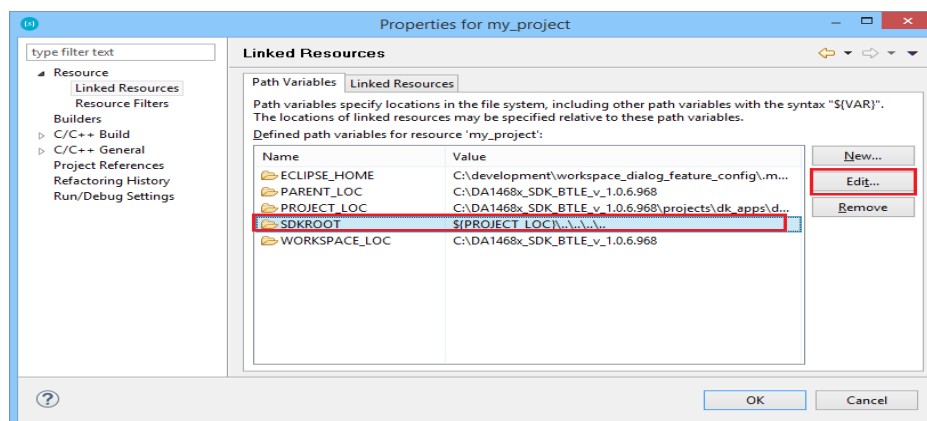 Properties for my_project
type filter text
Resource
Linked Resources
Resource Filters
Builders
C/C++ Build
C/C++ General
Project References
Refactoring History
Run/Debug Settings
Linked Resources
Path Variables Linked Resources
Path variables specify locations in the file system, including other path variables with the syntax "${VAR}".
The locations of linked resources may be specified relative to these path variables.
Defined path variables for resource 'my_project':
Name Value
ECLIPSE_HOME C:\development\workspace_dialog_feature_config\.m...
PARENT_LOC C:\DA1468x_SDK_BTLE_v_1.0.6.968
PROJECT_LOC C:\DA1468x_SDK_BTLE_v_1.0.6.968\projects\dk_apps\d...
SDKROOT ${PROJECT_LOC}\..\..\..\..
WORKSPACE_LOC C:\DA1468x_SDK_BTLE_v_1.0.6.968
New...
Edit...
Remove
OK Cancel